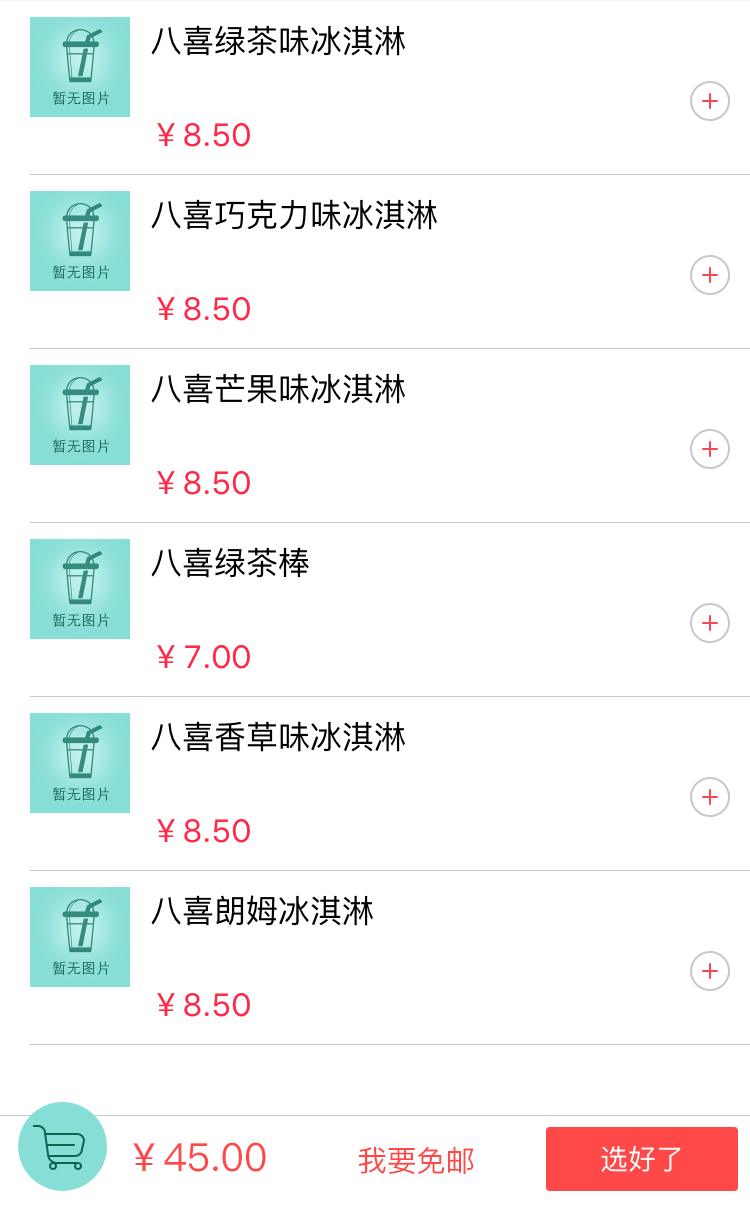 八喜绿茶味冰淇淋
暂无图片
¥ 8.50
八喜巧克力味冰淇淋
暂无图片
¥ 8.50
八喜芒果味冰淇淋
暂无图片
¥ 8.50
八喜绿茶棒
暂无图片
¥ 7.00
八喜香草味冰淇淋
暂无图片
¥ 8.50
八喜朗姆冰淇淋
暂无图片
¥ 8.50
¥ 45.00 我要免邮 选好了